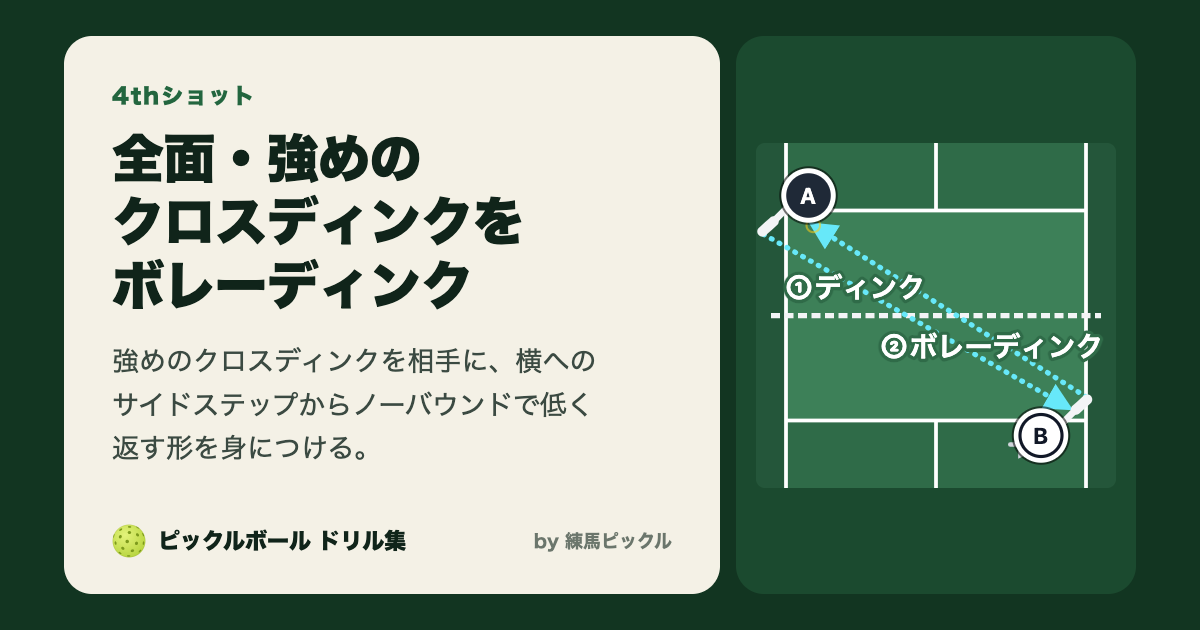 4thショット
全面・強めの
クロスディンクを
ボレーディンク
強めのクロスディンクを相手に、横への
サイドステップからノーバウンドで低く
返す形を身につける。
ピックルボール ドリル集
by 練馬ピックル
A
①ディンク
②ボレーディンク
B